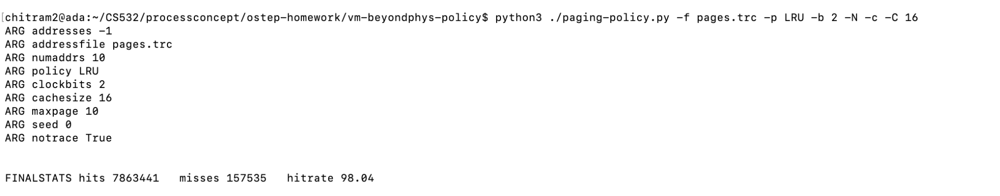 [chitram2@ada:~/CS532/processconcept/ostep-homework/vm-beyondphys-policy$ python3 ./paging-policy.py -f pages.trc -p LRU -b 2 -N -c -C 16
ARG addresses -1
ARG addressfile pages.trc
ARG numaddrs 10
ARG policy LRU
ARG clockbits 2
ARG cachesize 16
ARG maxpage 10
ARG seed 0
ARG notrace True
FINALSTATS hits 7863441   misses 157535   hitrate 98.04